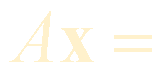 Ax =